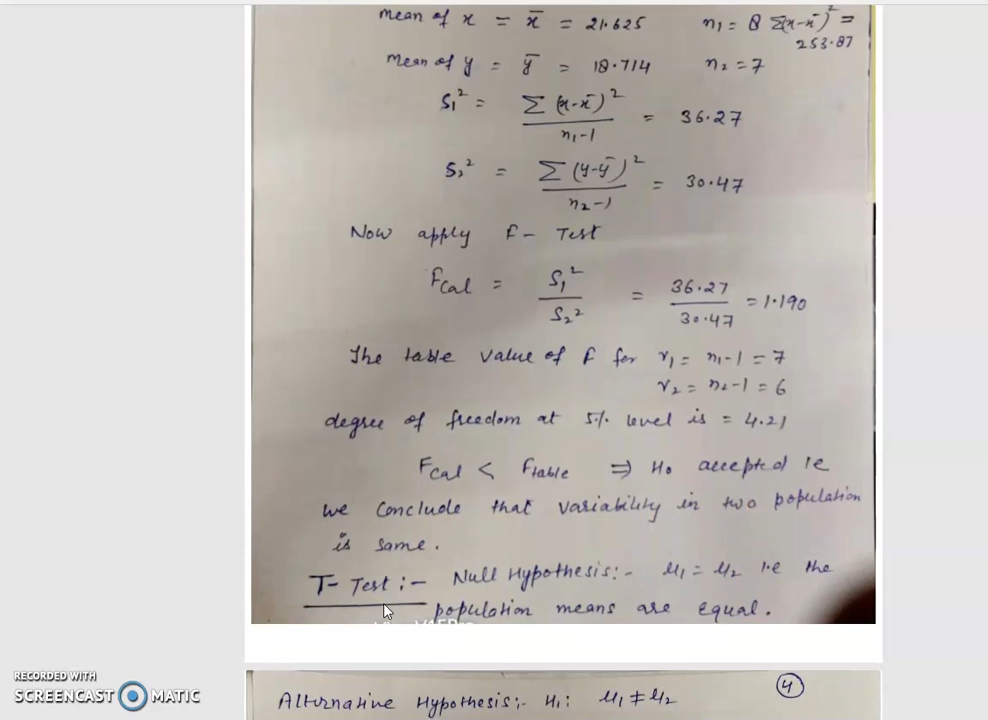 mean of x = x̄ = 21.625 n₁ = 8 Σ(x-x̄)² = 253.87
mean of y = ȳ = 18.714 n₂ = 7
S₁² = Σ(x-x̄)² / n₁-1 = 36.27
S₂² = Σ(y-ȳ)² / n₂-1 = 30.47
Now apply F- Test
Fcal = S₁² / S₂² = 36.27 / 30.47 = 1.190
The table value of F for ν₁ = n₁-1 = 7
ν₂ = n₂-1 = 6
degree of freedom at 5% level is = 4.21
Fcal < Ftable ⇒ H₀ accepted ie
we conclude that variability in two population
is same.
T- Test :- Null Hypothesis:- μ₁ = μ₂ i.e the
population means are equal.
RECORDED WITH
SCREENCAST MATIC
Alternative Hypothesis:- H₁: μ₁ ≠ μ₂ 4